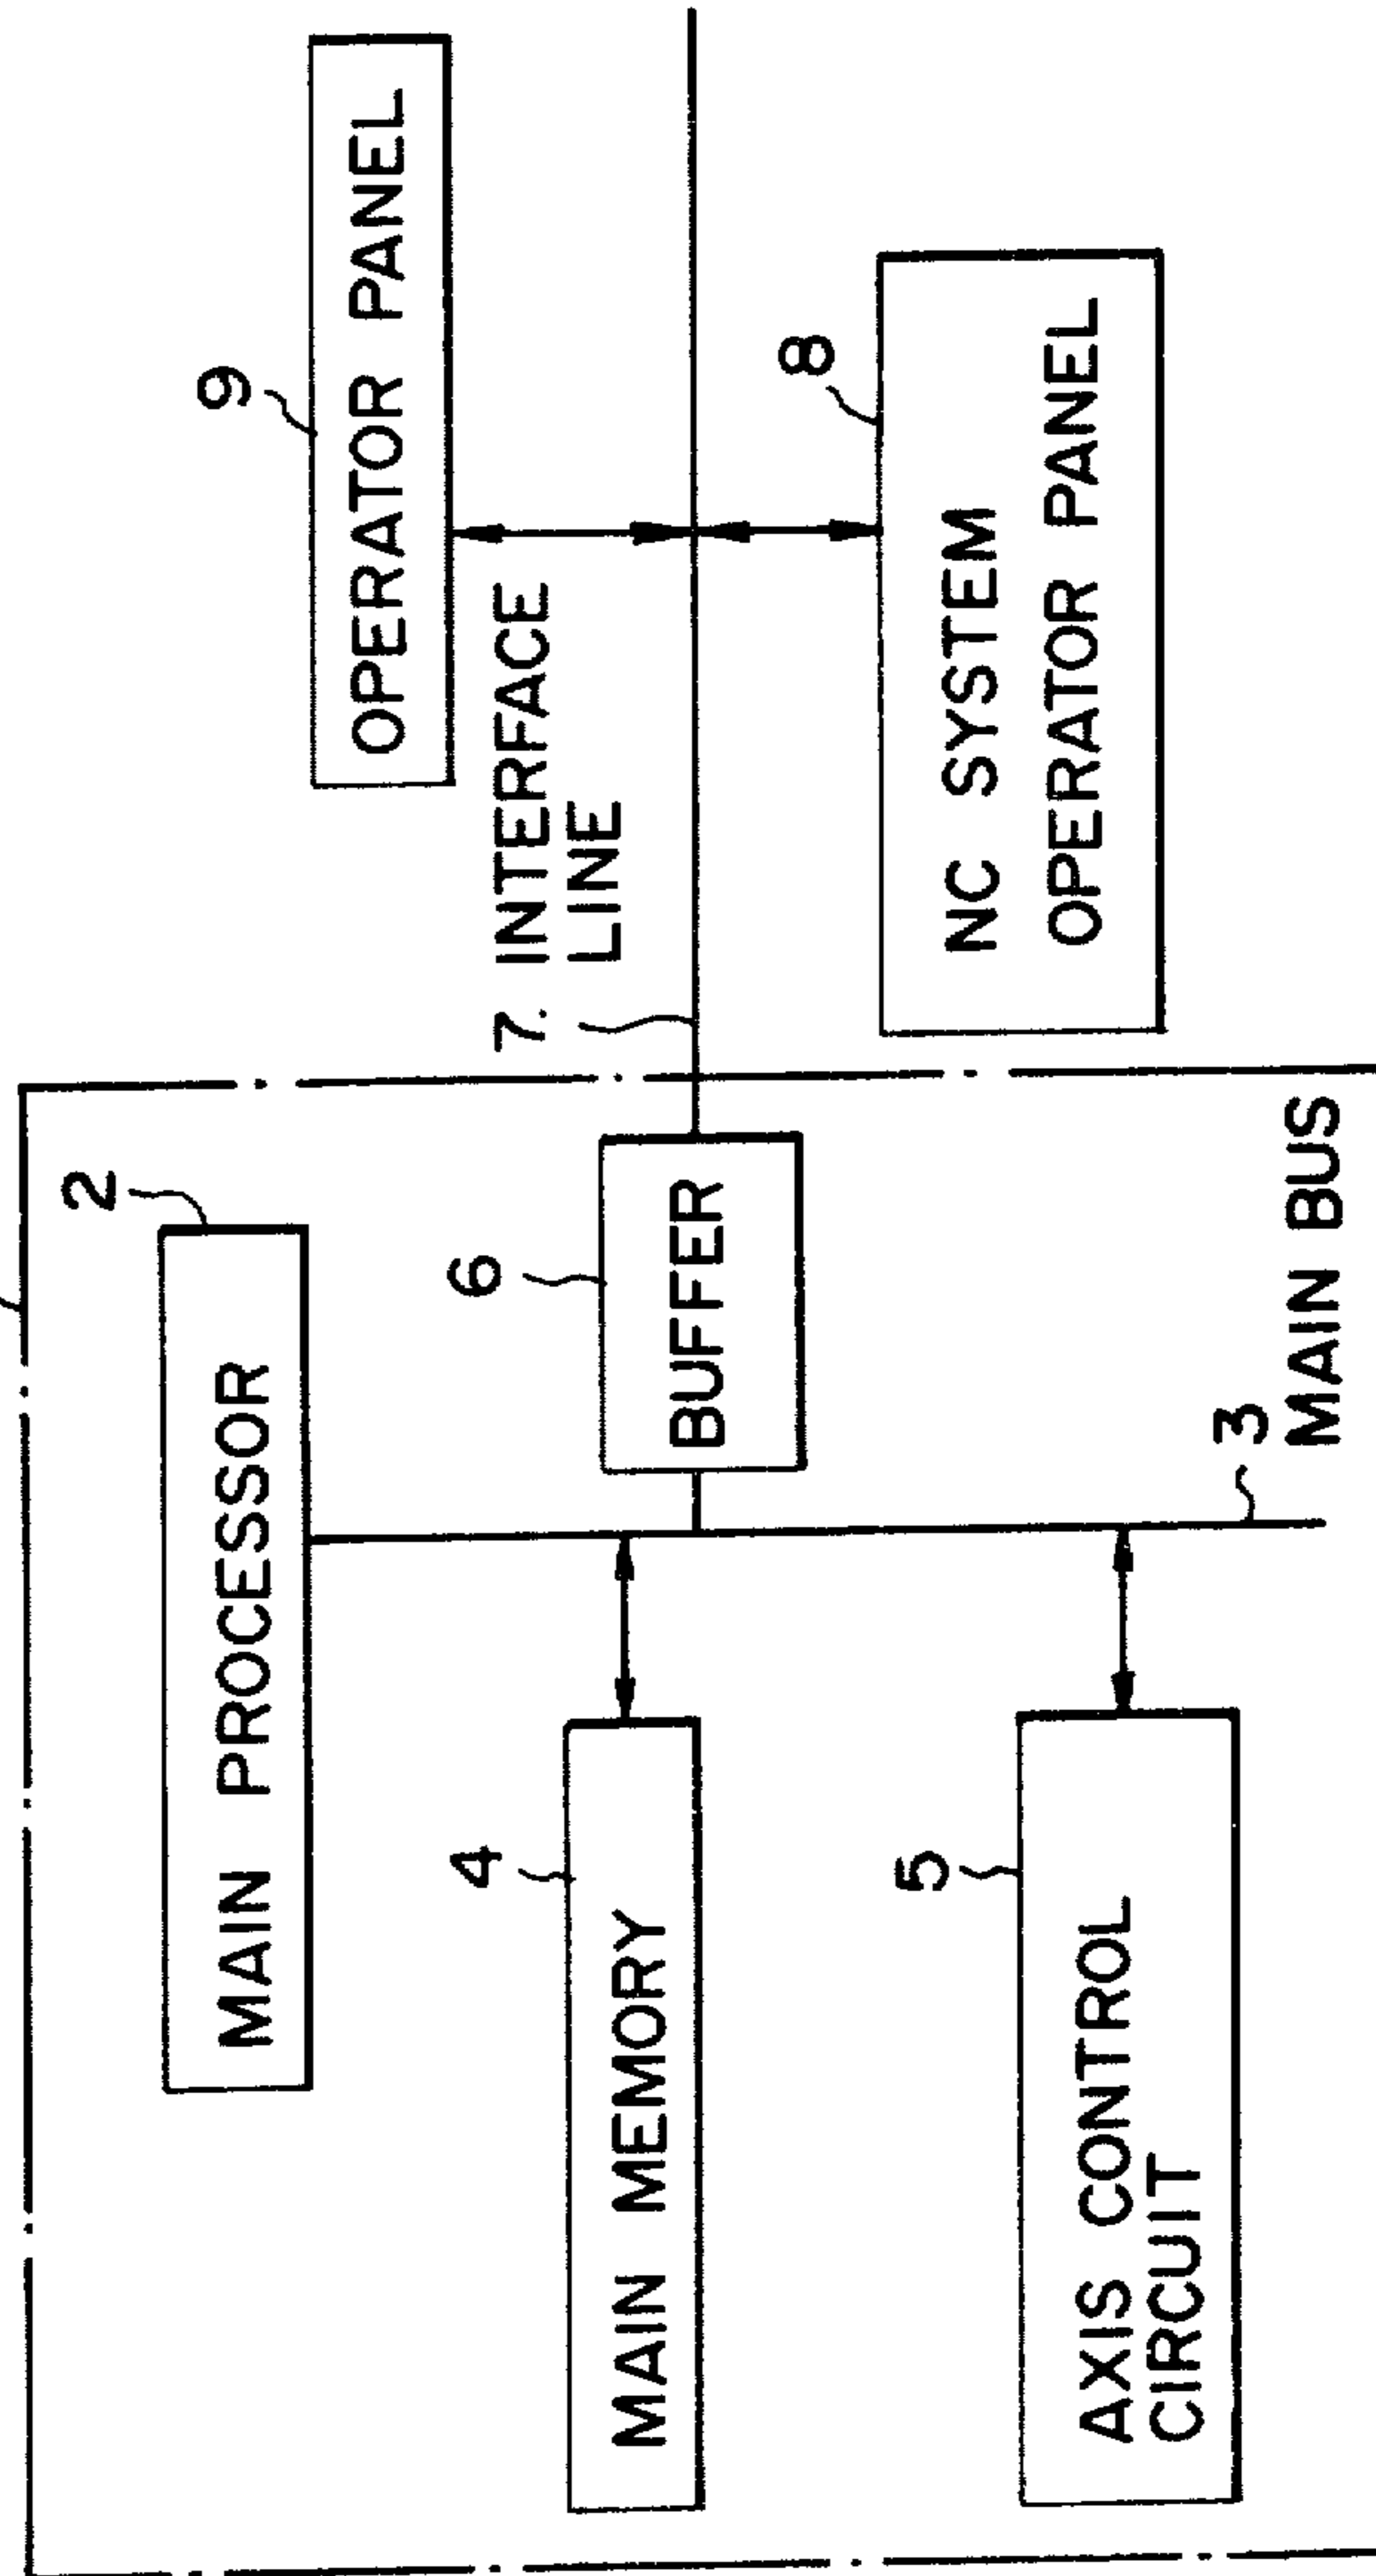 2
MAIN PROCESSOR
9
OPERATOR PANEL
4
MAIN MEMORY
6
BUFFER
7. INTERFACE
LINE
5
AXIS CONTROL
CIRCUIT
8
NC SYSTEM
OPERATOR PANEL
3
MAIN BUS